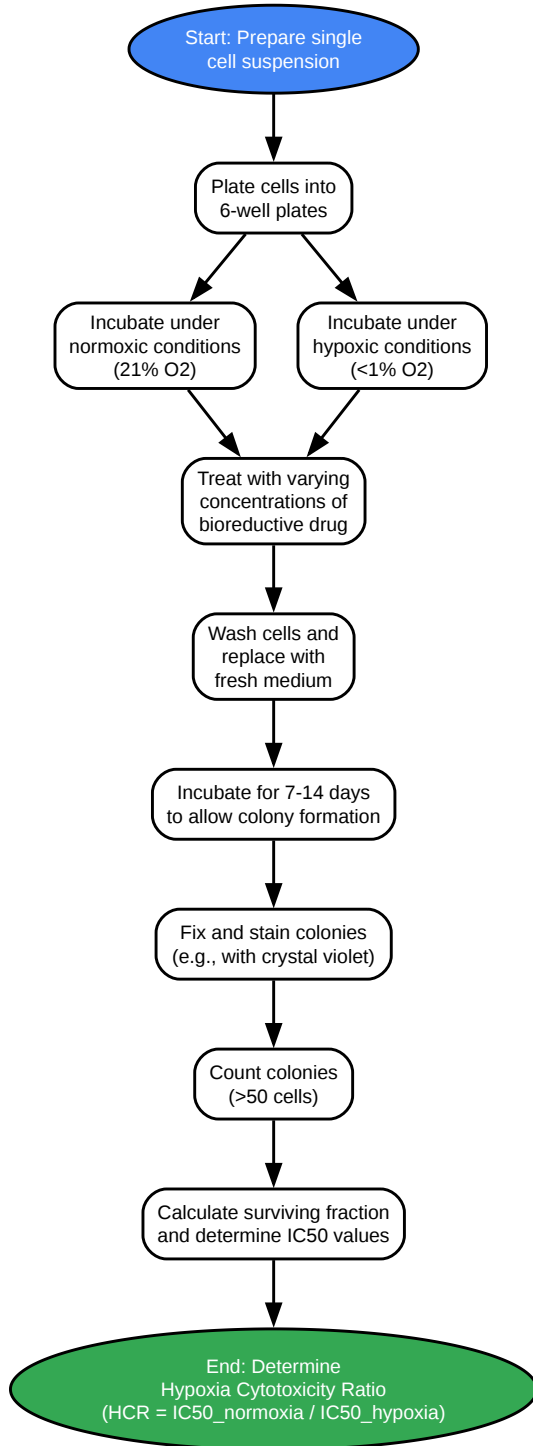 Start: Prepare single
cell suspension
Plate cells into
6-well plates
Incubate under
normoxic conditions
(21% O2)
Incubate under
hypoxic conditions
(<1% O2)
Treat with varying
concentrations of
bioreductive drug
Wash cells and
replace with
fresh medium
Incubate for 7-14 days
to allow colony formation
Fix and stain colonies
(e.g., with crystal violet)
Count colonies
(>50 cells)
Calculate surviving fraction
and determine IC50 values
End: Determine
Hypoxia Cytotoxicity Ratio
(HCR = IC50_normoxia / IC50_hypoxia)